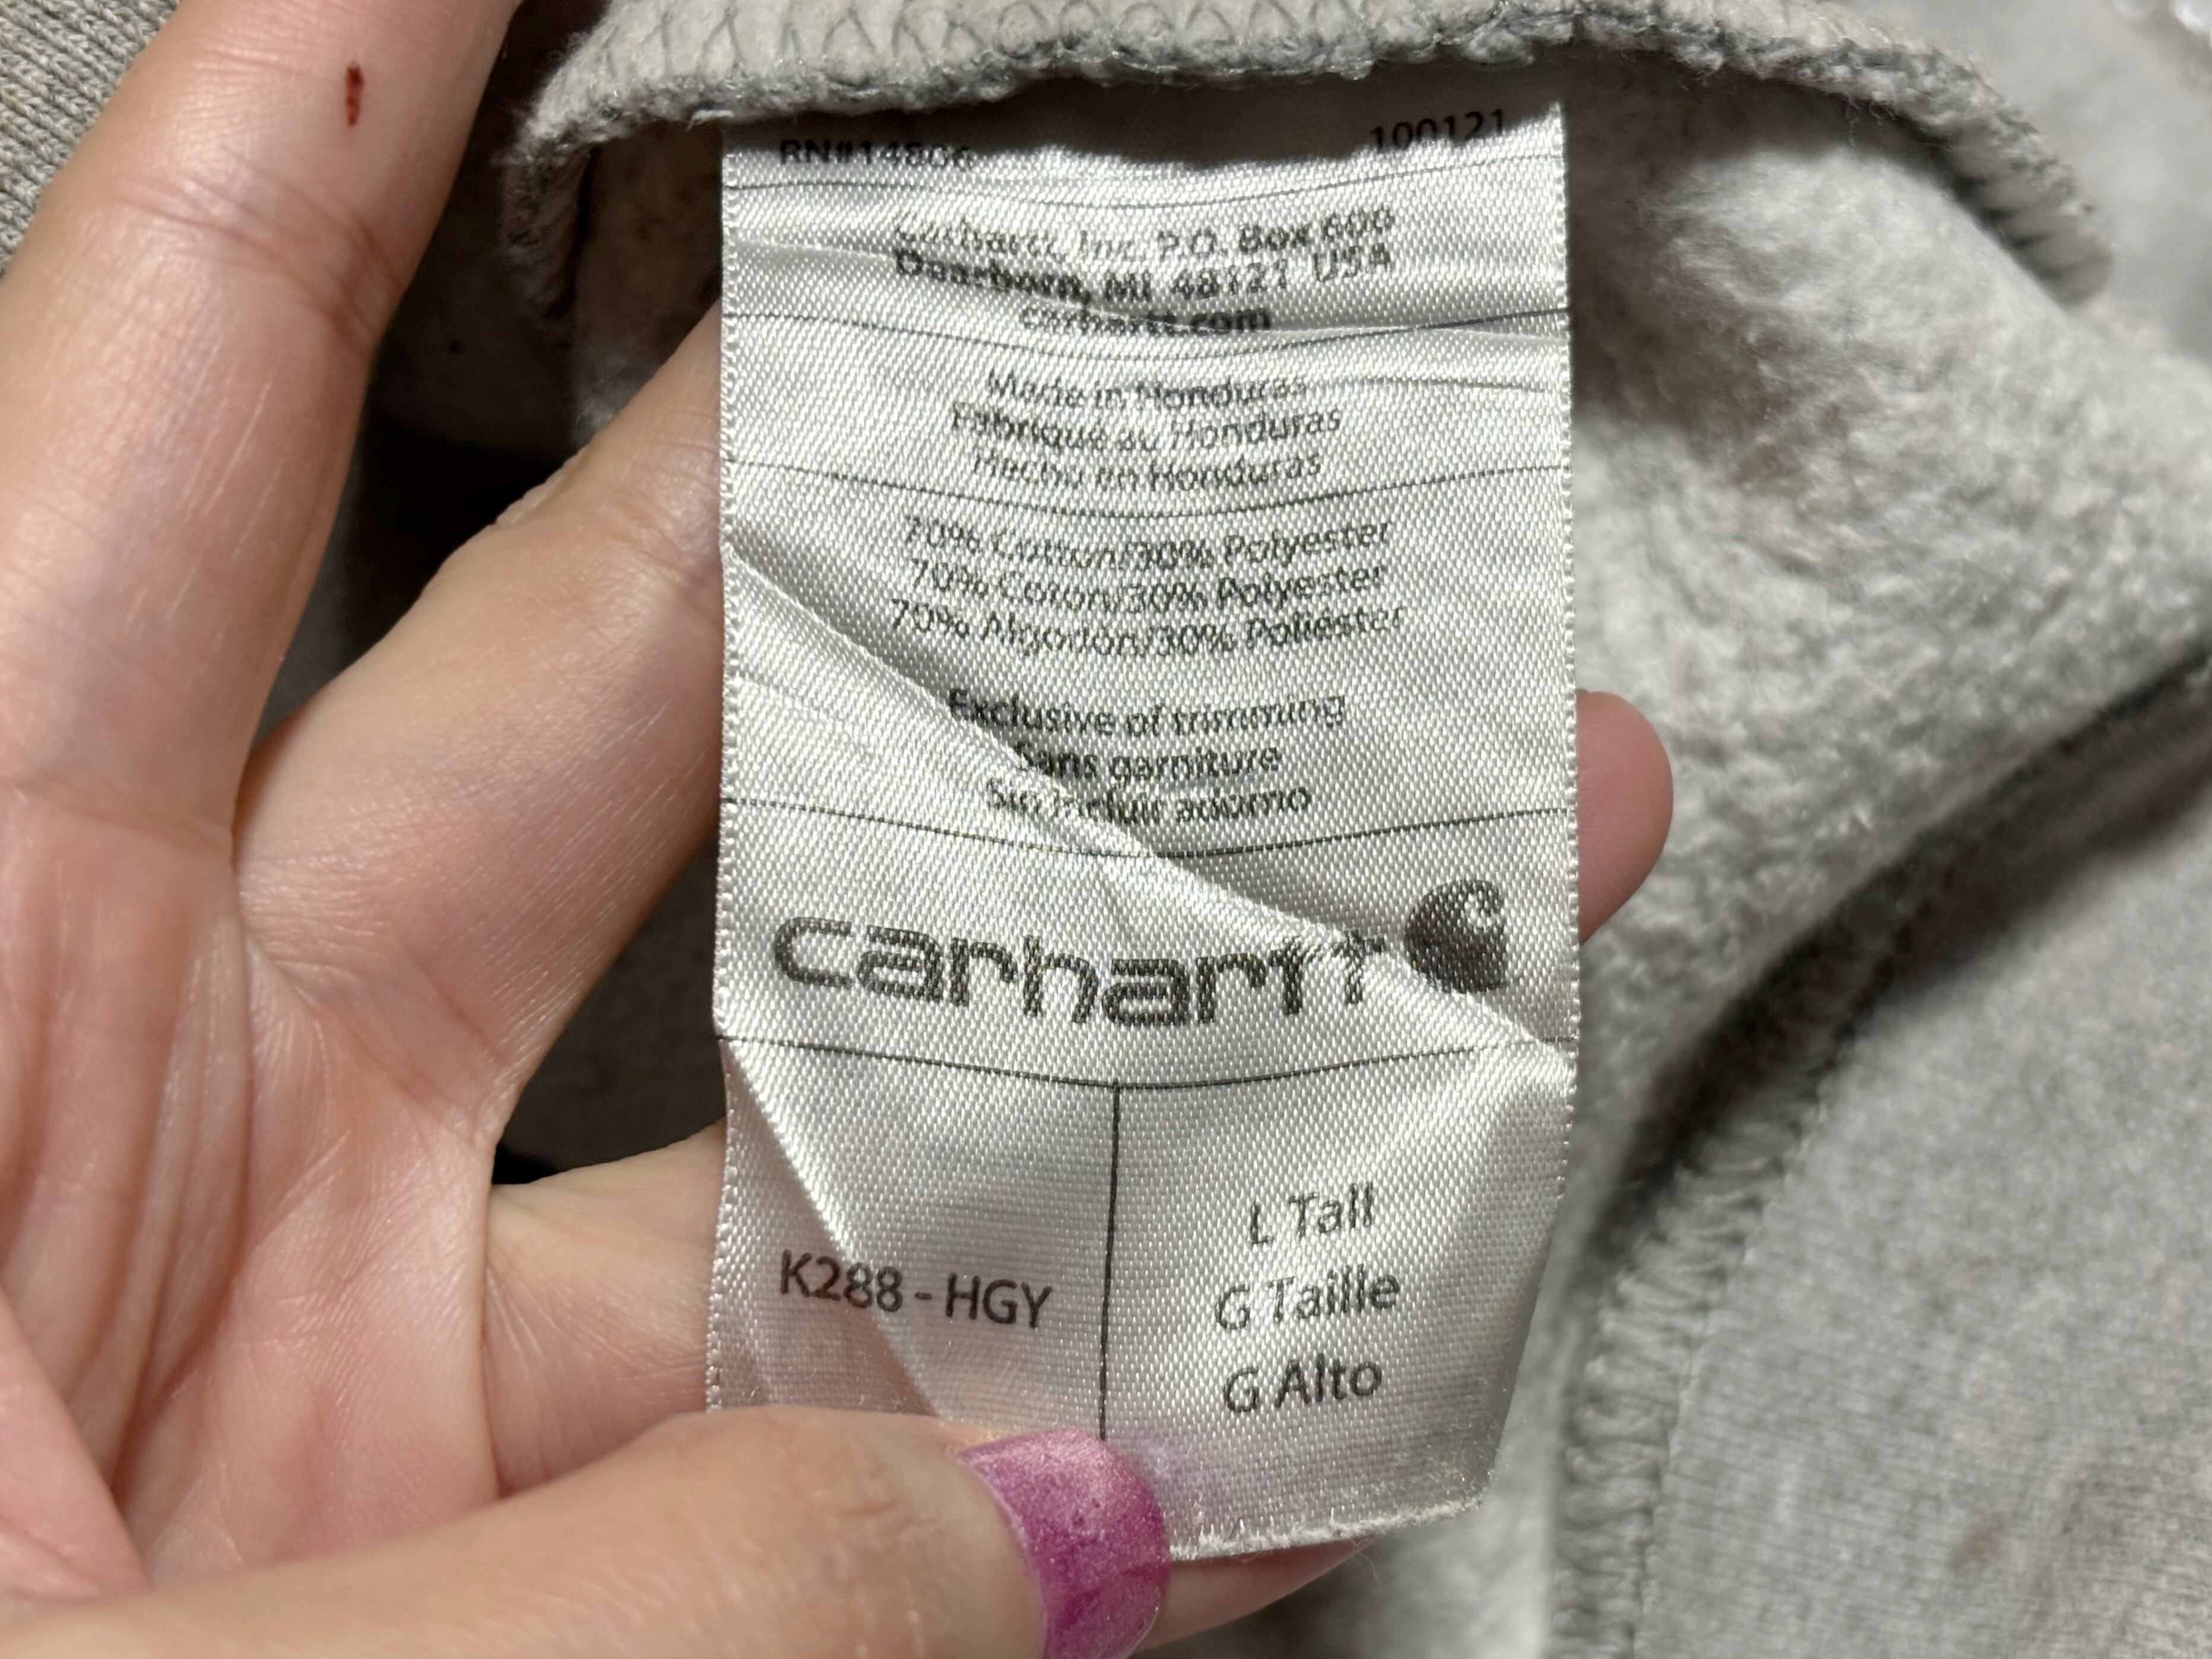 RN#14806 100121
Carhartt, Inc. P.O. Box 600
Dearborn, MI 48121 USA
carhartt.com
Made in Honduras
Fabriqué au Honduras
Hecho en Honduras
70% Cotton/30% Polyester
70% Coton/30% Polyester
70% Algodón/30% Poliéster
Exclusive of trimming
Sans garniture
Sin incluir adorno
carhartt
K288 - HGY
L Tall
G Taille
G Alto